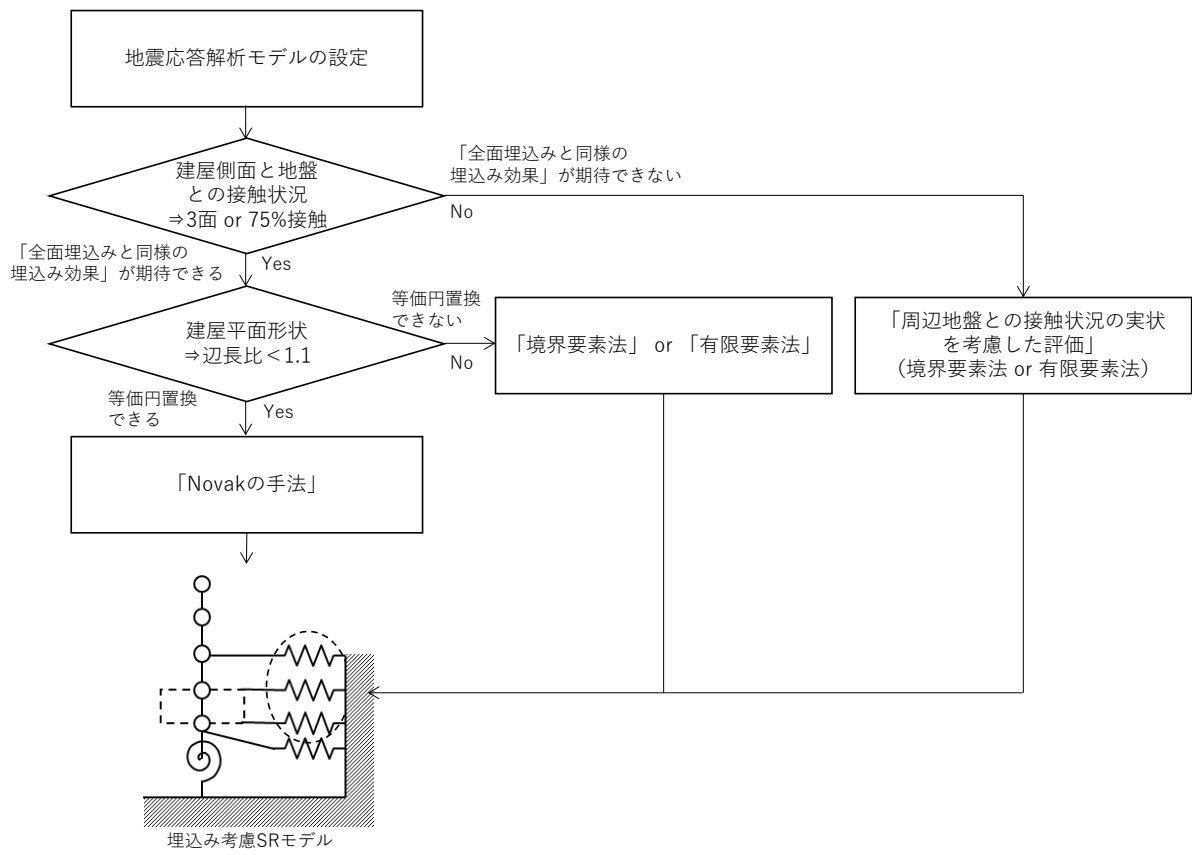 地震応答解析モデルの設定
建屋側面と地盤
との接触状況
⇒3面 or 75%接触
「全面埋込みと同様の
埋込み効果」が期待できない
No
「全面埋込みと同様の
埋込み効果」が期待できる
Yes
建屋平面形状
⇒辺長比<1.1
等価円置換
できない
No
「境界要素法」 or 「有限要素法」
「周辺地盤との接触状況の実状
を考慮した評価」
（境界要素法 or 有限要素法）
等価円置換
できる
Yes
「Novakの手法」
埋込み考慮SRモデル